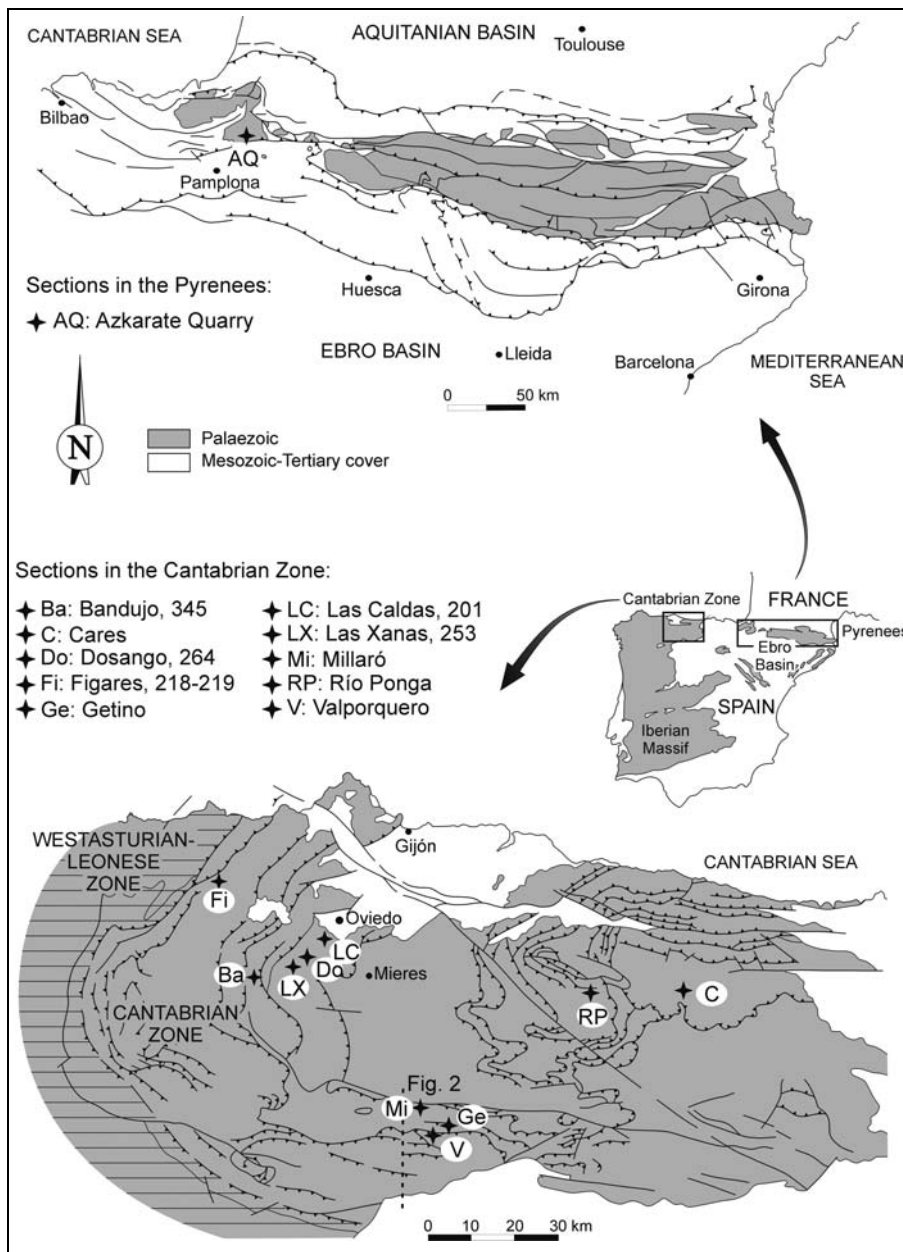 CANTABRIAN SEA
AQUITANIAN BASIN
Toulouse
Bilbao
AQ
Pamplona
Huesca
Girona
Sections in the Pyrenees:
AQ: Azkarate Quarry
EBRO BASIN
Lleida
Barcelona
MEDITERRANEAN
SEA
0 50 km
N
Palaezoic
Mesozoic-Tertiary cover
Sections in the Cantabrian Zone:
Ba: Bandujo, 345
C: Cares
Do: Dosango, 264
Fi: Figares, 218-219
Ge: Getino
LC: Las Caldas, 201
LX: Las Xanas, 253
Mi: Millaró
RP: Río Ponga
V: Valporquero
Cantabrian Zone
FRANCE
Pyrenees
Ebro
Basin
SPAIN
Iberian
Massif
WESTASTURIAN-
LEONESE
ZONE
Gijón
CANTABRIAN SEA
Fi
Oviedo
LC
Do
LX
Ba
Mieres
CANTABRIAN
ZONE
RP
C
Fig. 2
Mi
Ge
V
0 10 20 30 km